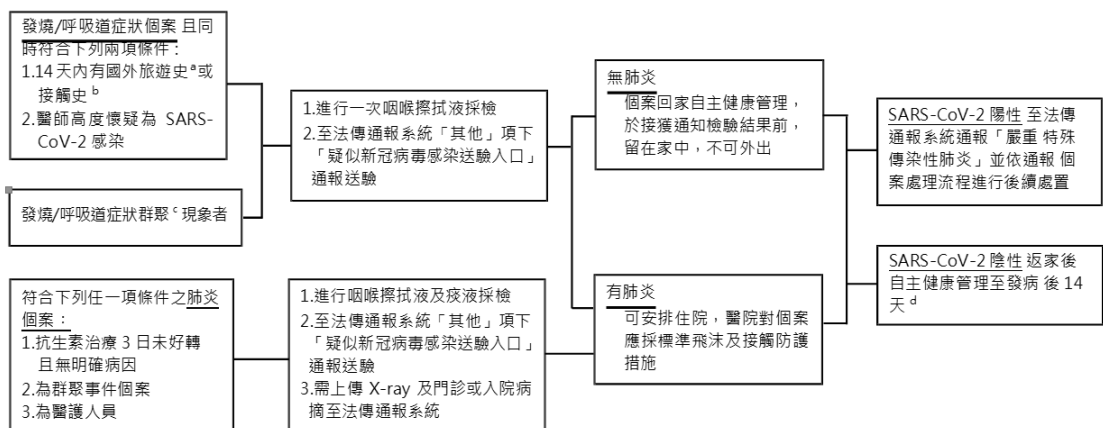 發燒/呼吸道症狀個案 且同
時符合下列兩項條件：
1.14 天內有國外旅遊史ᵃ或
接觸史ᵇ
2.醫師高度懷疑為 SARS-
CoV-2 感染
發燒/呼吸道症狀群聚ᶜ現象者
1.進行一次咽喉擦拭液採檢
2.至法傳通報系統「其他」項下
「疑似新冠病毒感染送驗入口」
通報送驗
無肺炎
個案回家自主健康管理，
於接獲通知檢驗結果前，
留在家中，不可外出
SARS-CoV-2 陽性 至法傳
通報系統通報「嚴重 特殊
傳染性肺炎」並依通報 個
案處理流程進行後續處置
符合下列任一項條件之肺炎
個案：
1.抗生素治療 3 日未好轉
且無明確病因
2.為群聚事件個案
3.為醫護人員
1.進行咽喉擦拭液及痰液採檢
2.至法傳通報系統「其他」項下
「疑似新冠病毒感染送驗入口」
通報送驗
3.需上傳 X-ray 及門診或入院病
摘至法傳通報系統
有肺炎
可安排住院，醫院對個案
應採標準飛沫及接觸防護
措施
SARS-CoV-2 陰性 返家後
自主健康管理至發病 後 14
天ᵈ